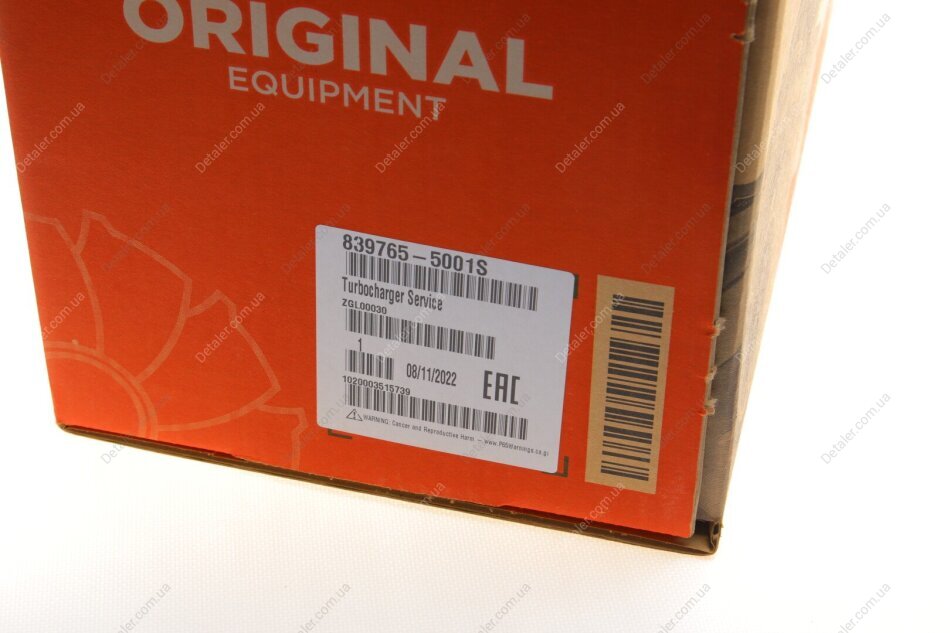 ORIGINAL
EQUIPMENT
839765-5001S
Turbocharger Service
ZGL00030
1
08/11/2022
EAC
1020003515739
WARNING: Cancer and Reproductive Harm - www.P65Warnings.ca.gov
Detaler.com.ua